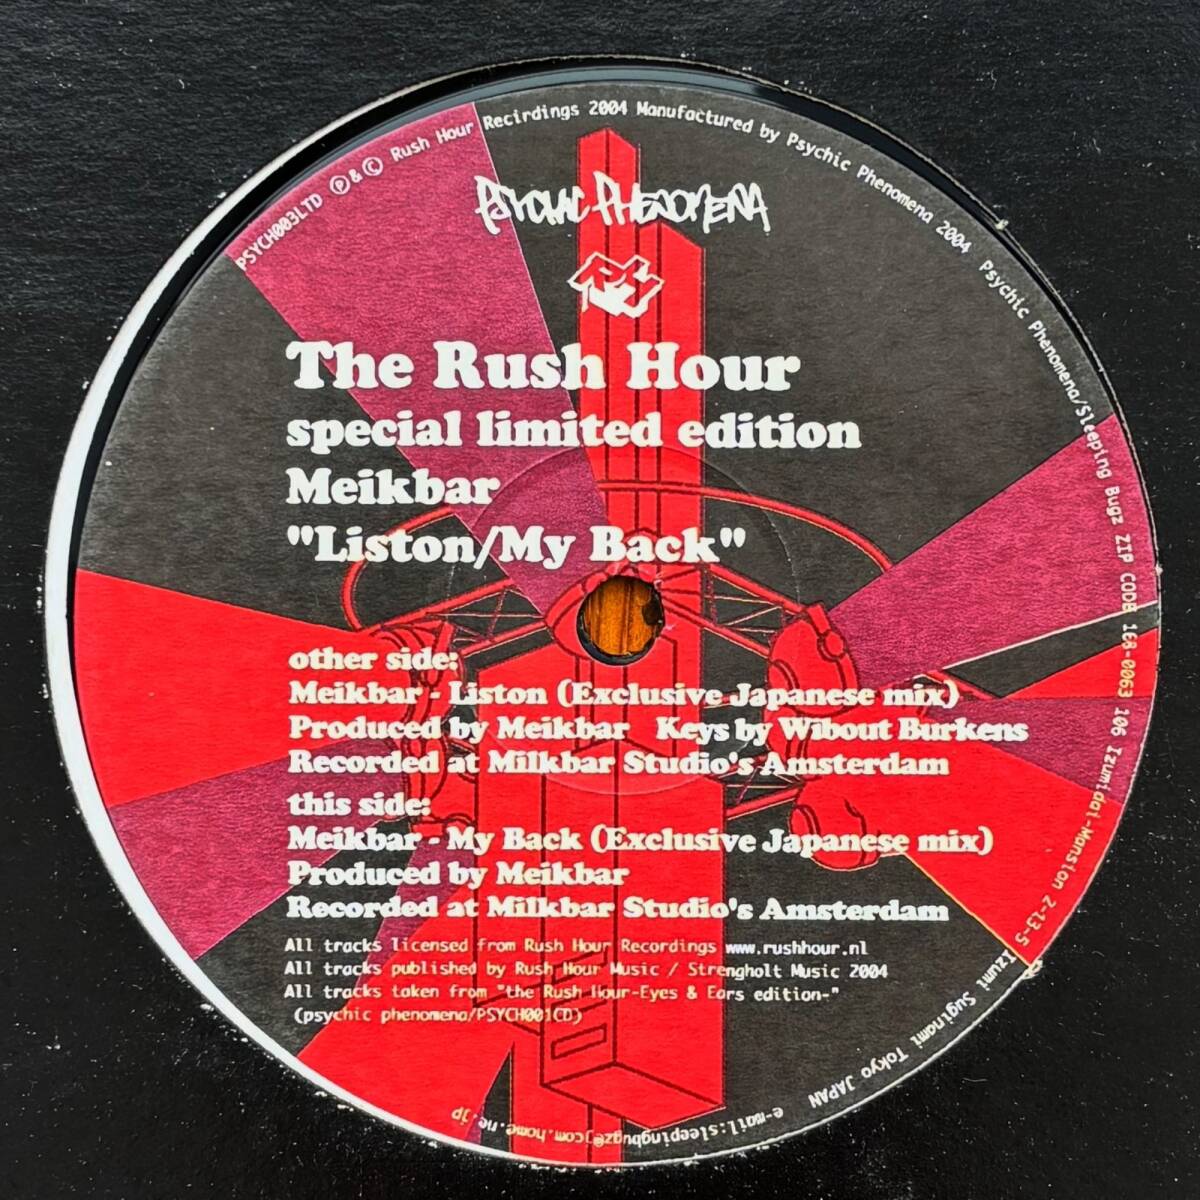 PSYCH003LTD Ⓟ & © Rush Hour Recirdings 2004 Manufactured by Psychic Phenomena 2004 Psychic Phenomena/Sleeping Bugz ZIP CODE 168-0063 106 Izumidai-Mansion 2-13-5 Izumi Suginami Tokyo JAPAN e-mail:sleepingbugz@jcom.home.ne.jp
PSYCHIC PHENOMENA
The Rush Hour
special limited edition
Meikbar
"Liston/My Back"
other side:
Meikbar - Liston (Exclusive Japanese mix)
Produced by Meikbar Keys by Wibout Burkens
Recorded at Milkbar Studio's Amsterdam
this side:
Meikbar - My Back (Exclusive Japanese mix)
Produced by Meikbar
Recorded at Milkbar Studio's Amsterdam
All tracks licensed from Rush Hour Recordings www.rushhour.nl
All tracks published by Rush Hour Music / Strengholt Music 2004
All tracks taken from "the Rush Hour-Eyes & Ears edition-"
(psychic phenomena/PSYCH001CD)